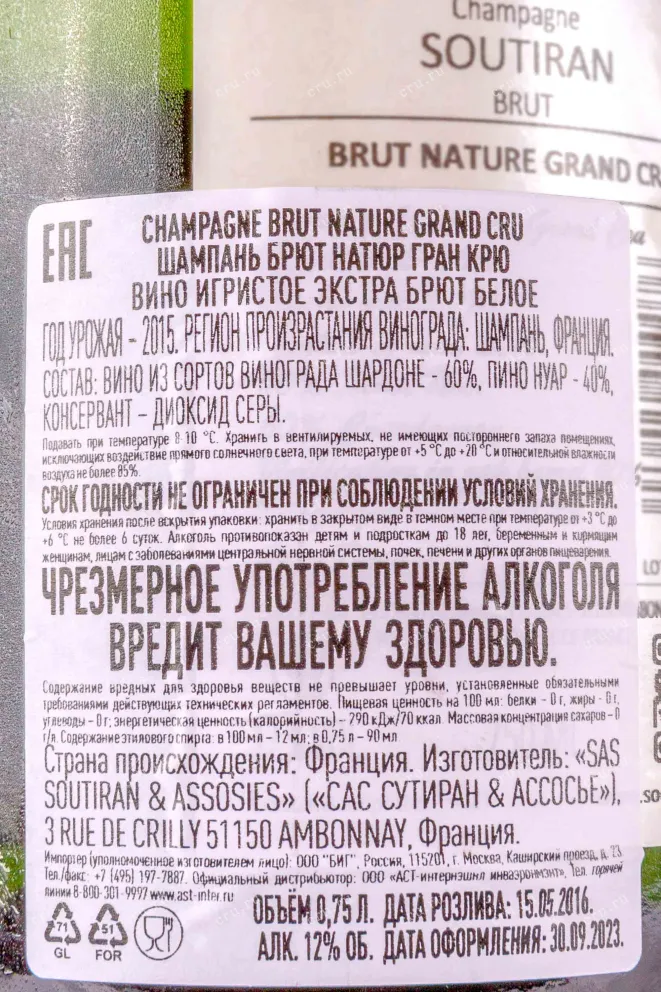 Champagne
SOUTIRAN
BRUT
BRUT NATURE GRAND CR
EAC
CHAMPAGNE BRUT NATURE GRAND CRU
ШАМПАНЬ БРЮТ НАТЮР ГРАН КРЮ
ВИНО ИГРИСТОЕ ЭКСТРА БРЮТ БЕЛОЕ
ГОД УРОЖАЯ - 2015. РЕГИОН ПРОИЗРАСТАНИЯ ВИНОГРАДА: ШАМПАНЬ, ФРАНЦИЯ.
СОСТАВ: ВИНО ИЗ СОРТОВ ВИНОГРАДА ШАРДОНЕ - 60%, ПИНО НУАР - 40%,
КОНСЕРВАНТ – ДИОКСИД СЕРЫ.
Подавать при температуре 8-10 °C. Хранить в вентилируемых, не имеющих постороннего запаха помещениях,
исключающих воздействие прямого солнечного света, при температуре от +5 °C до +20 °C и относительной влажности
воздуха не более 85%.
СРОК ГОДНОСТИ НЕ ОГРАНИЧЕН ПРИ СОБЛЮДЕНИИ УСЛОВИЙ ХРАНЕНИЯ.
Условия хранения после вскрытия упаковки: хранить в закрытом виде в темном месте при температуре от +3 °C до
+6 °C не более 6 суток. Алкоголь противопоказан детям и подросткам до 18 лет, беременным и кормящим
женщинам, лицам с заболеваниями центральной нервной системы, почек, печени и других органов пищеварения.
ЧРЕЗМЕРНОЕ УПОТРЕБЛЕНИЕ АЛКОГОЛЯ
ВРЕДИТ ВАШЕМУ ЗДОРОВЬЮ.
Содержание вредных для здоровья веществ не превышает уровни, установленные обязательными
требованиями действующих технических регламентов. Пищевая ценность на 100 мл: белки - 0 г, жиры - 0 г,
углеводы – 0 г; энергетическая ценность (калорийность) – 290 кДж/70 ккал. Массовая концентрация сахаров – 0
г/л. Содержание этилового спирта: в 100 мл – 12 мл; в 0,75 л – 90 мл
Страна происхождения: Франция. Изготовитель: «SAS
SOUTIRAN & ASSOSIES» («САС СУТИРАН & АССОСЬЕ»),
3 RUE DE CRILLY 51150 AMBONNAY, Франция.
Импортер (уполномоченное изготовителем лицо): ООО "БИГ", Россия, 115201, г. Москва, Каширский проезд, д. 23.
Тел./факс: +7 (495) 197-7887. Официальный дистрибьютор: ООО «АСТ-интернэшнл инваэронмэнт», Тел. горячей
линии 8-800-301-9997 www.ast-inter.ru
ОБЪЁМ 0,75 Л. ДАТА РОЗЛИВА: 15.05.2016.
АЛК. 12% ОБ. ДАТА ОФОРМЛЕНИЯ: 30.09.2023.
71
GL
51
FOR